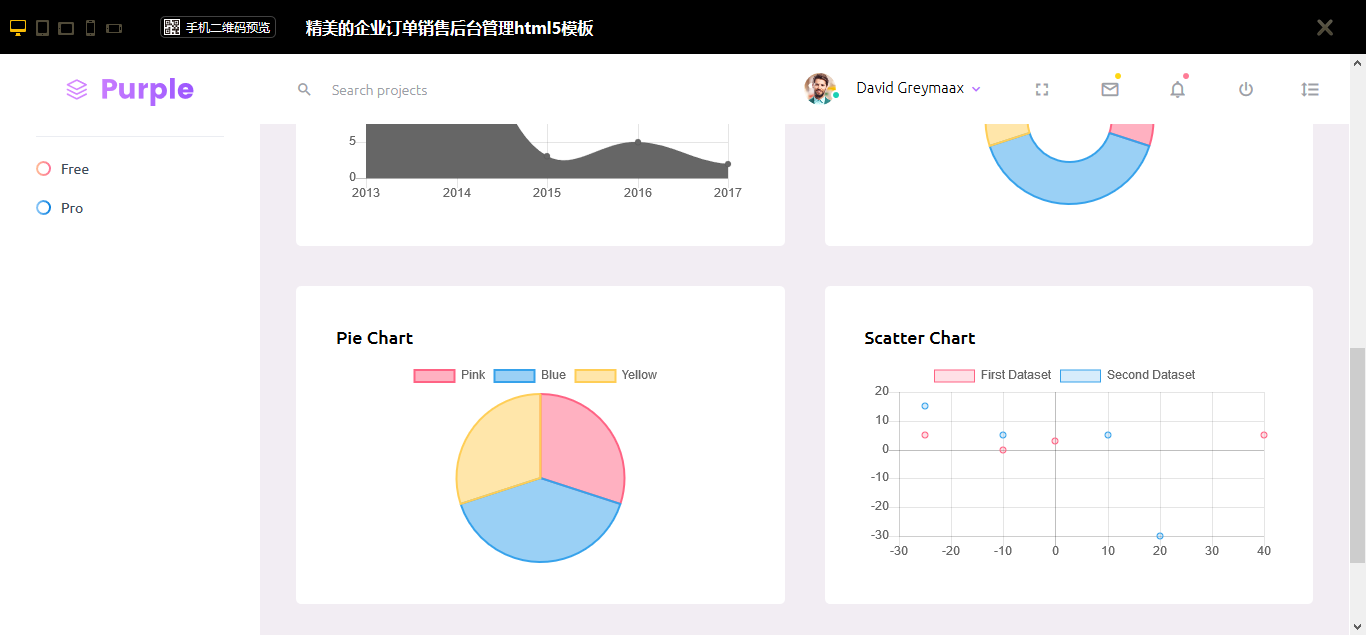 手机二维码预览 精美的企业订单销售后台管理html5模板
Purple Search projects David Greymaax
Free
Pro
5
0
2013 2014 2015 2016 2017
Pie Chart
Pink Blue Yellow
Scatter Chart
First Dataset Second Dataset
20
10
0
-10
-20
-30
-30 -20 -10 0 10 20 30 40